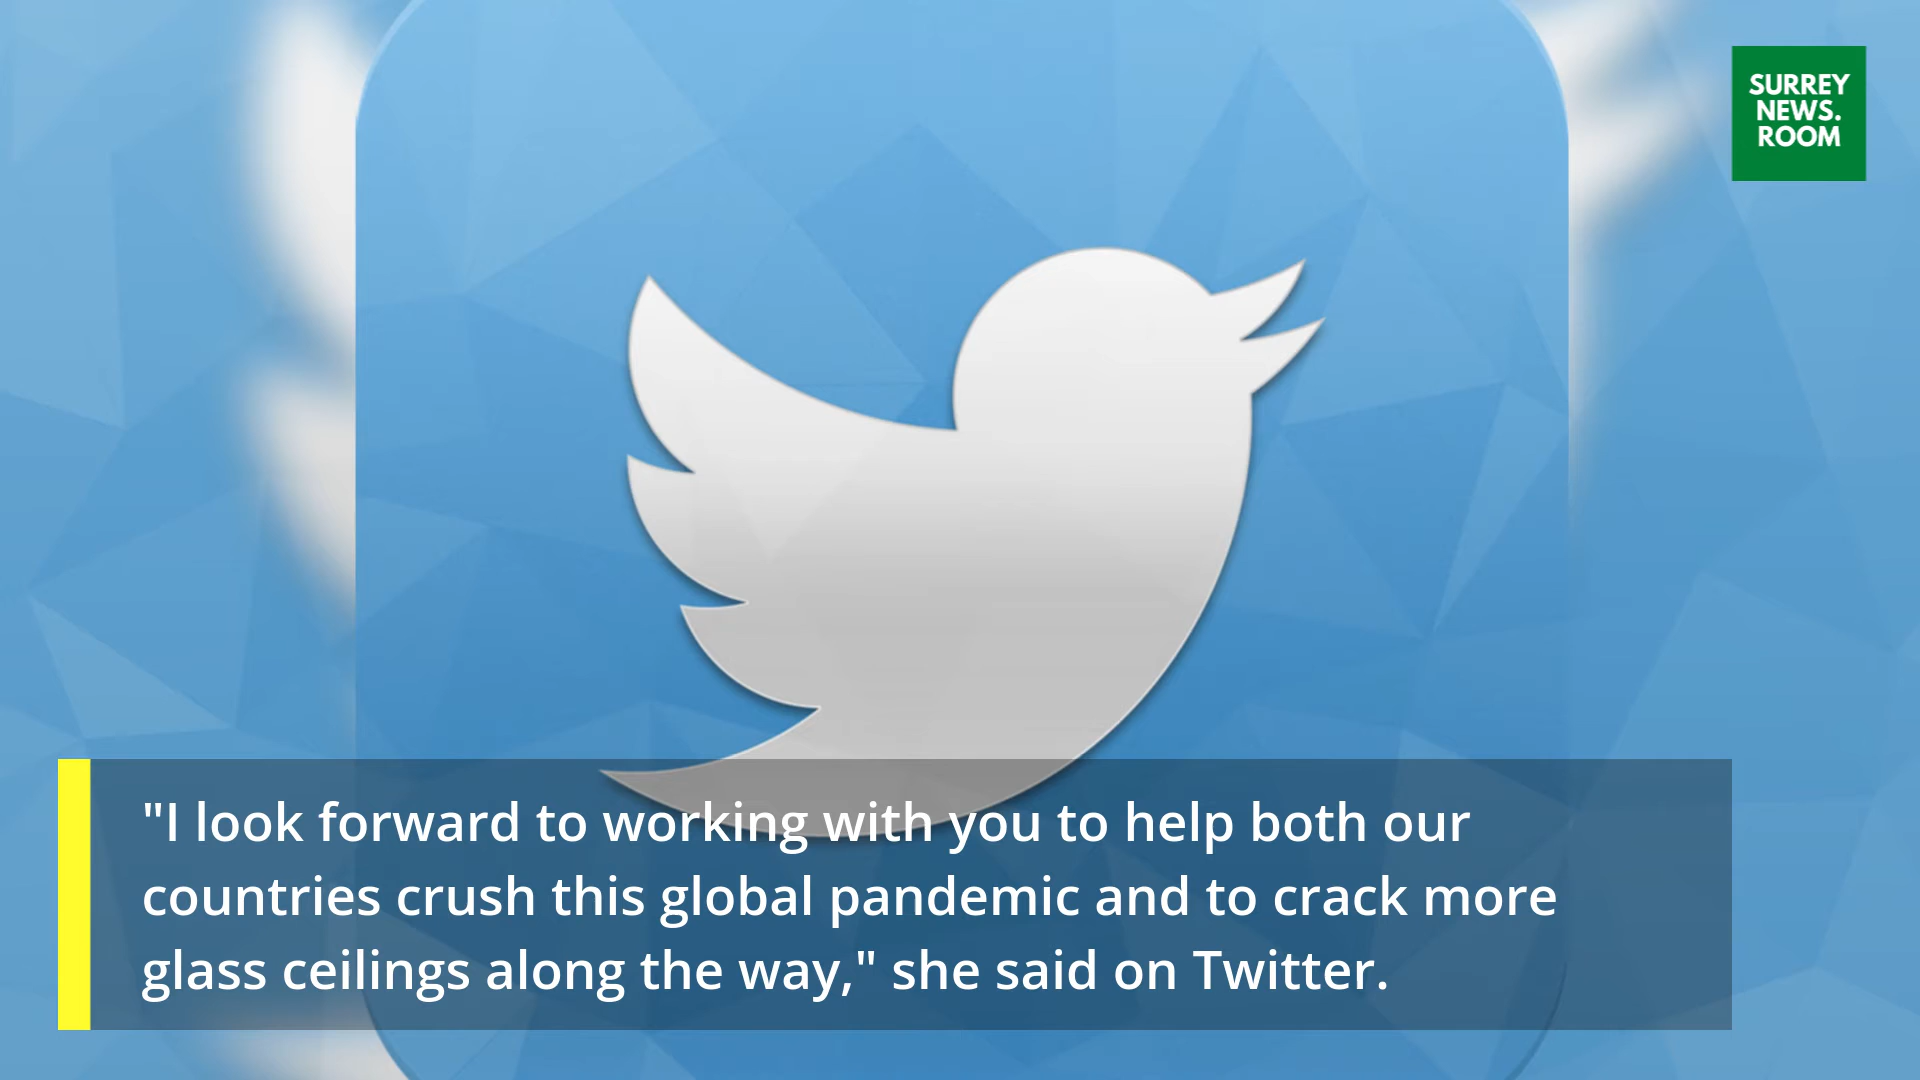 SURREY
NEWS.
ROOM
"I look forward to working with you to help both our
countries crush this global pandemic and to crack more
glass ceilings along the way," she said on Twitter.